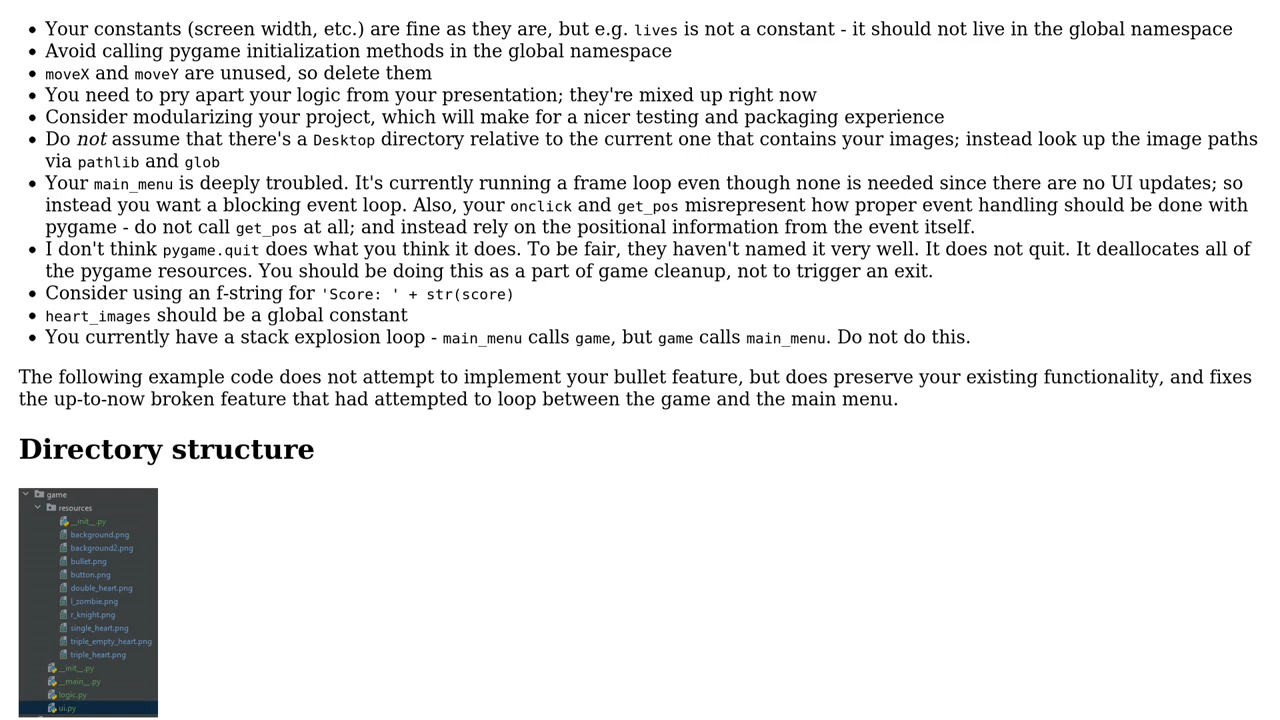 Your constants (screen width, etc.) are fine as they are, but e.g. lives is not a constant - it should not live in the global namespace
Avoid calling pygame initialization methods in the global namespace
moveX and moveY are unused, so delete them
You need to pry apart your logic from your presentation; they're mixed up right now
Consider modularizing your project, which will make for a nicer testing and packaging experience
Do not assume that there's a Desktop directory relative to the current one that contains your images; instead look up the image paths
via pathlib and glob
Your main_menu is deeply troubled. It's currently running a frame loop even though none is needed since there are no UI updates; so
instead you want a blocking event loop. Also, your onclick and get_pos misrepresent how proper event handling should be done with
pygame - do not call get_pos at all; and instead rely on the positional information from the event itself.
I don't think pygame.quit does what you think it does. To be fair, they haven't named it very well. It does not quit. It deallocates all of
the pygame resources. You should be doing this as a part of game cleanup, not to trigger an exit.
Consider using an f-string for 'Score: ' + str(score)
heart_images should be a global constant
You currently have a stack explosion loop - main_menu calls game, but game calls main_menu. Do not do this.
The following example code does not attempt to implement your bullet feature, but does preserve your existing functionality, and fixes
the up-to-now broken feature that had attempted to loop between the game and the main menu.
Directory structure
game
resources
__init__.py
background.png
background2.png
bullet.png
button.png
double_heart.png
l_zombie.png
r_knight.png
single_heart.png
triple_empty_heart.png
triple_heart.png
__init__.py
__main__.py
logic.py
ui.py